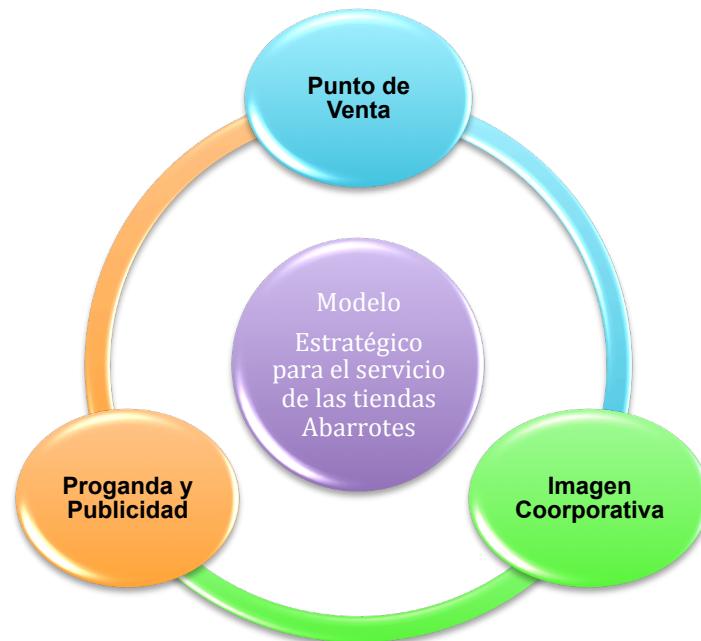 Punto de
Venta
Modelo
Estratégico
para el servicio
de las tiendas
Abarrotes
Proganda y
Publicidad
Imagen
Coorporativa